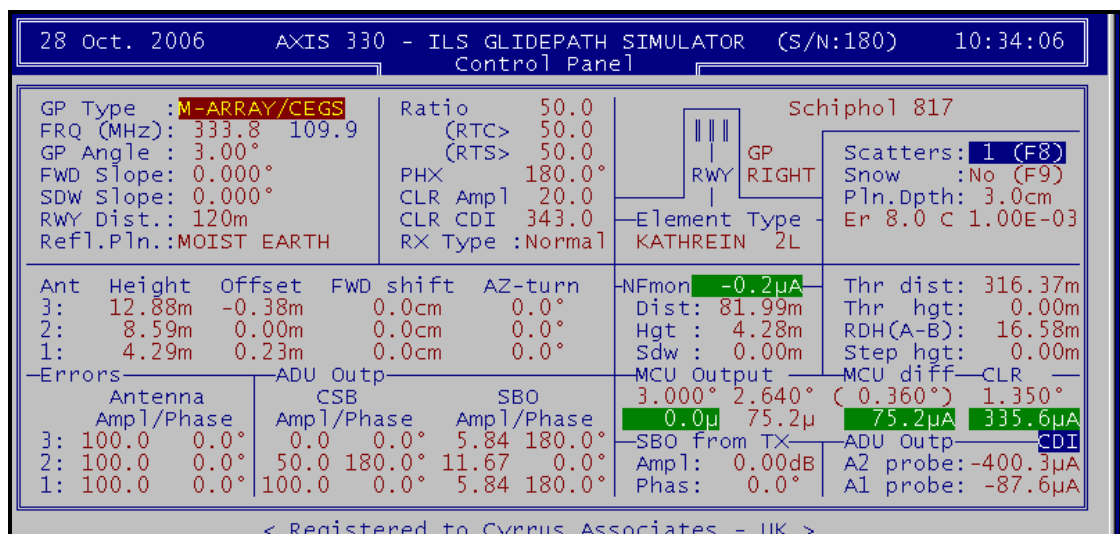 28 Oct. 2006 AXIS 330 - ILS GLIDEPATH SIMULATOR (S/N:180) 10:34:06
Control Panel
GP Type :M-ARRAY/CEGS Ratio 50.0 Schiphol 817
FRQ (MHz): 333.8 109.9 (RTC> 50.0
GP Angle : 3.00° (RTS> 50.0 GP Scatters: 1 (F8)
FWD Slope: 0.000° PHX 180.0° RWY RIGHT Snow :No (F9)
SDW Slope: 0.000° CLR Ampl 20.0 Pln.Dpth: 3.0cm
RWY Dist.: 120m CLR CDI 343.0 Element Type Er 8.0 C 1.00E-03
Refl.Pln.:MOIST EARTH RX Type :Normal KATHREIN 2L
Ant Height Offset FWD shift AZ-turn NFmon -0.2µA Thr dist: 316.37m
3: 12.88m -0.38m 0.0cm 0.0° Dist: 81.99m Thr hgt: 0.00m
2: 8.59m 0.00m 0.0cm 0.0° Hgt : 4.28m RDH(A-B): 16.58m
1: 4.29m 0.23m 0.0cm 0.0° Sdw : 0.00m Step hgt: 0.00m
Errors ADU Outp MCU Output MCU diff CLR
Antenna CSB SBO 3.000° 2.640° ( 0.360°) 1.350°
Ampl/Phase Ampl/Phase Ampl/Phase 0.0µ 75.2µ 75.2µA 335.6µA
3: 100.0 0.0° 0.0 0.0° 5.84 180.0° SBO from TX ADU Outp CDI
2: 100.0 0.0° 50.0 180.0° 11.67 0.0° Ampl: 0.00dB A2 probe:-400.3µA
1: 100.0 0.0° 100.0 0.0° 5.84 180.0° Phas: 0.0° A1 probe: -87.6µA
< Registered to Cyrrus Associates - UK >